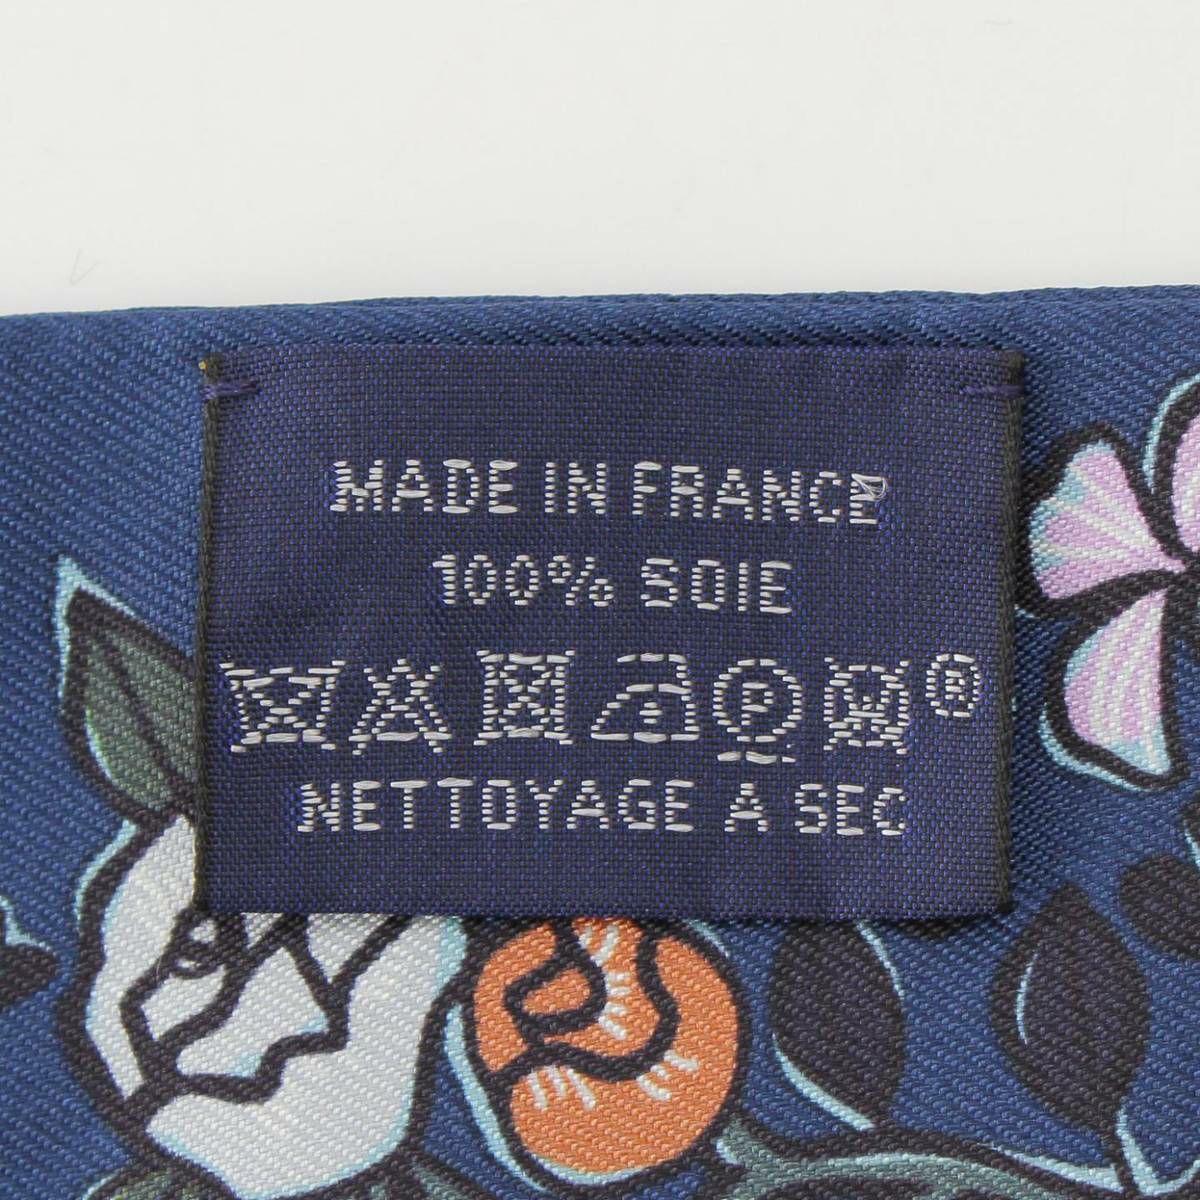 MADE IN FRANCE
100% SOIE
P ®
NETTOYAGE A SEC